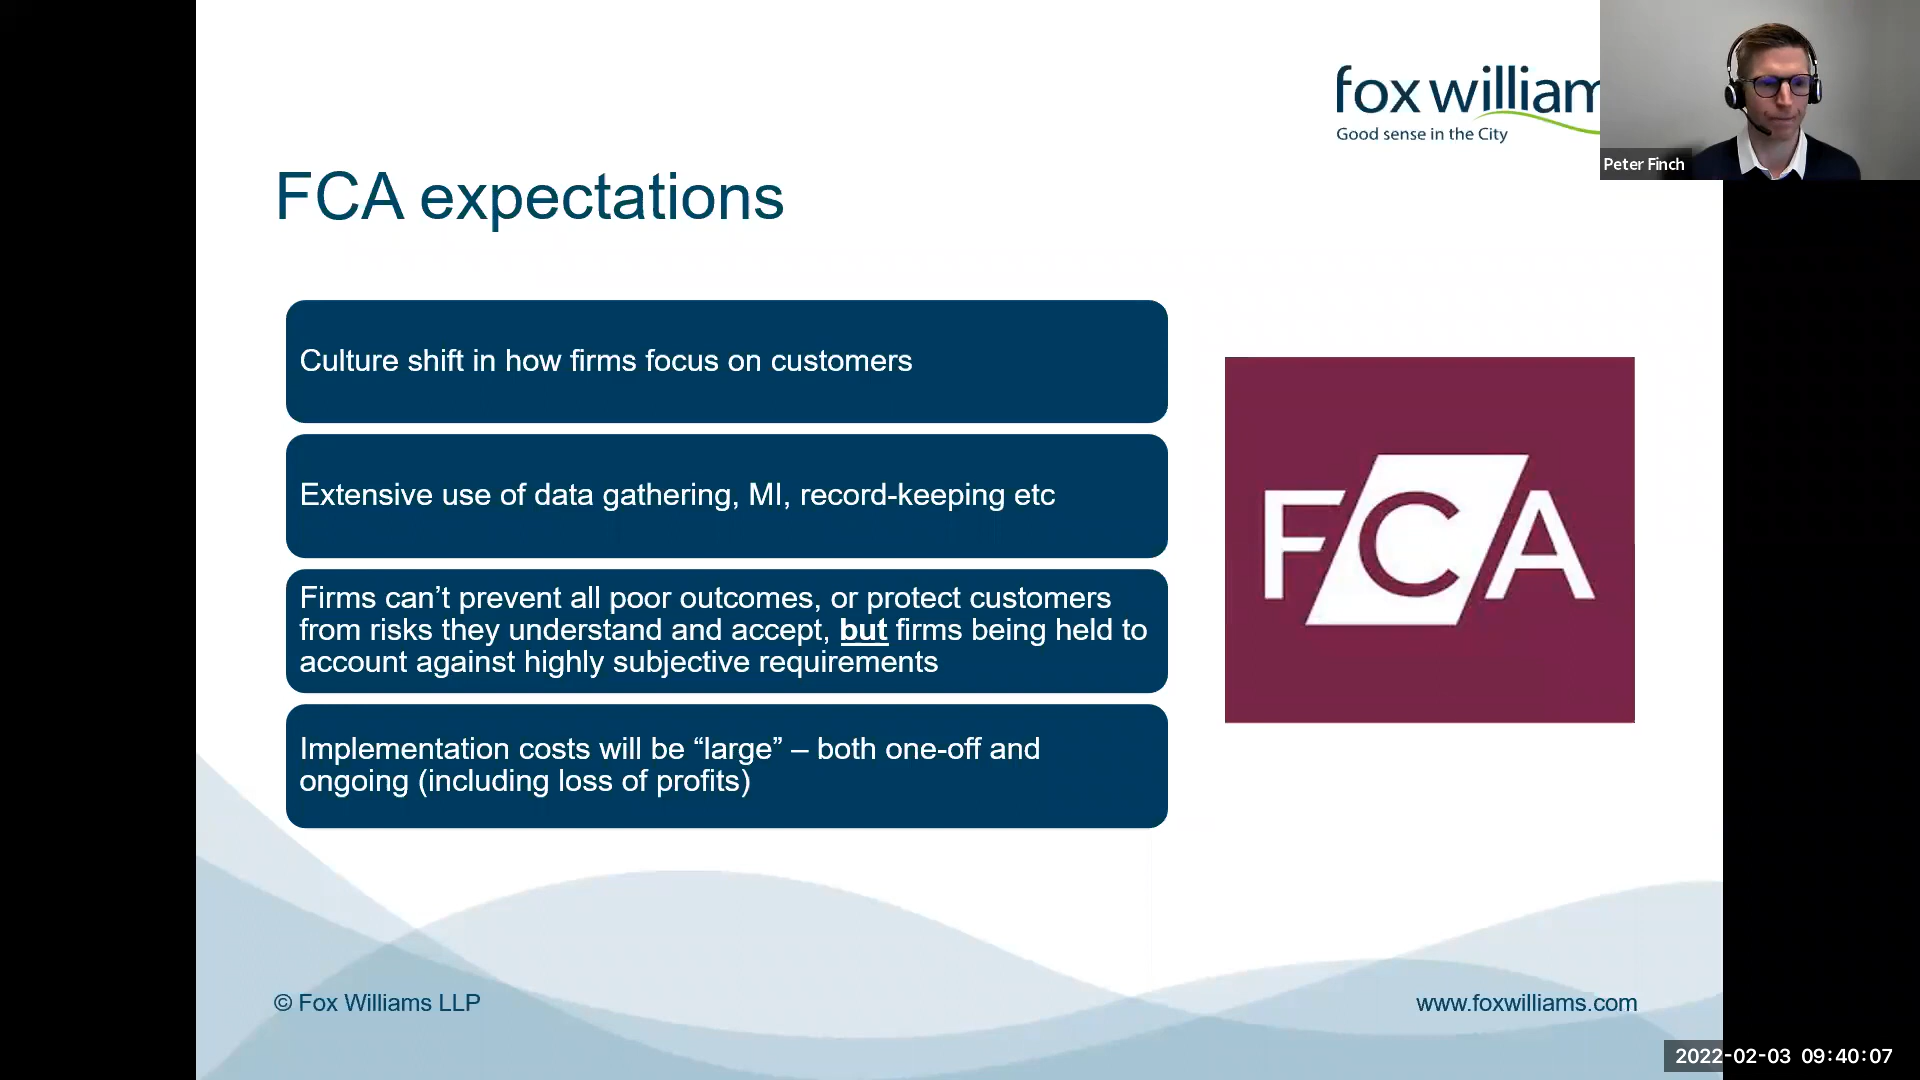 fox william
Good sense in the City
Peter Finch
FCA expectations
Culture shift in how firms focus on customers
Extensive use of data gathering, MI, record-keeping etc
Firms can’t prevent all poor outcomes, or protect customers
from risks they understand and accept, but firms being held to
account against highly subjective requirements
Implementation costs will be “large” – both one-off and
ongoing (including loss of profits)
FCA
© Fox Williams LLP
www.foxwilliams.com
2022-02-03 09:40:07